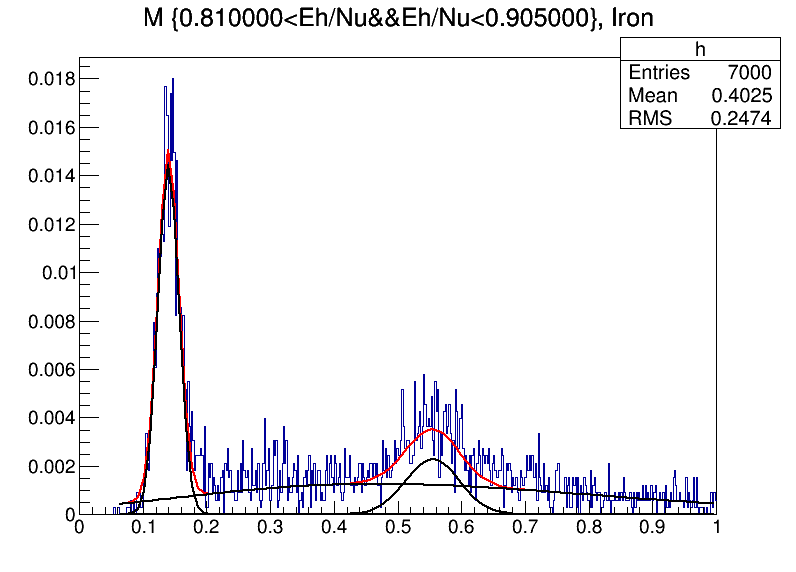 M {0.810000<Eh/Nu&&Eh/Nu<0.905000}, Iron
h
Entries 7000
Mean 0.4025
RMS 0.2474
0.018
0.016
0.014
0.012
0.01
0.008
0.006
0.004
0.002
0
0 0.1 0.2 0.3 0.4 0.5 0.6 0.7 0.8 0.9 1